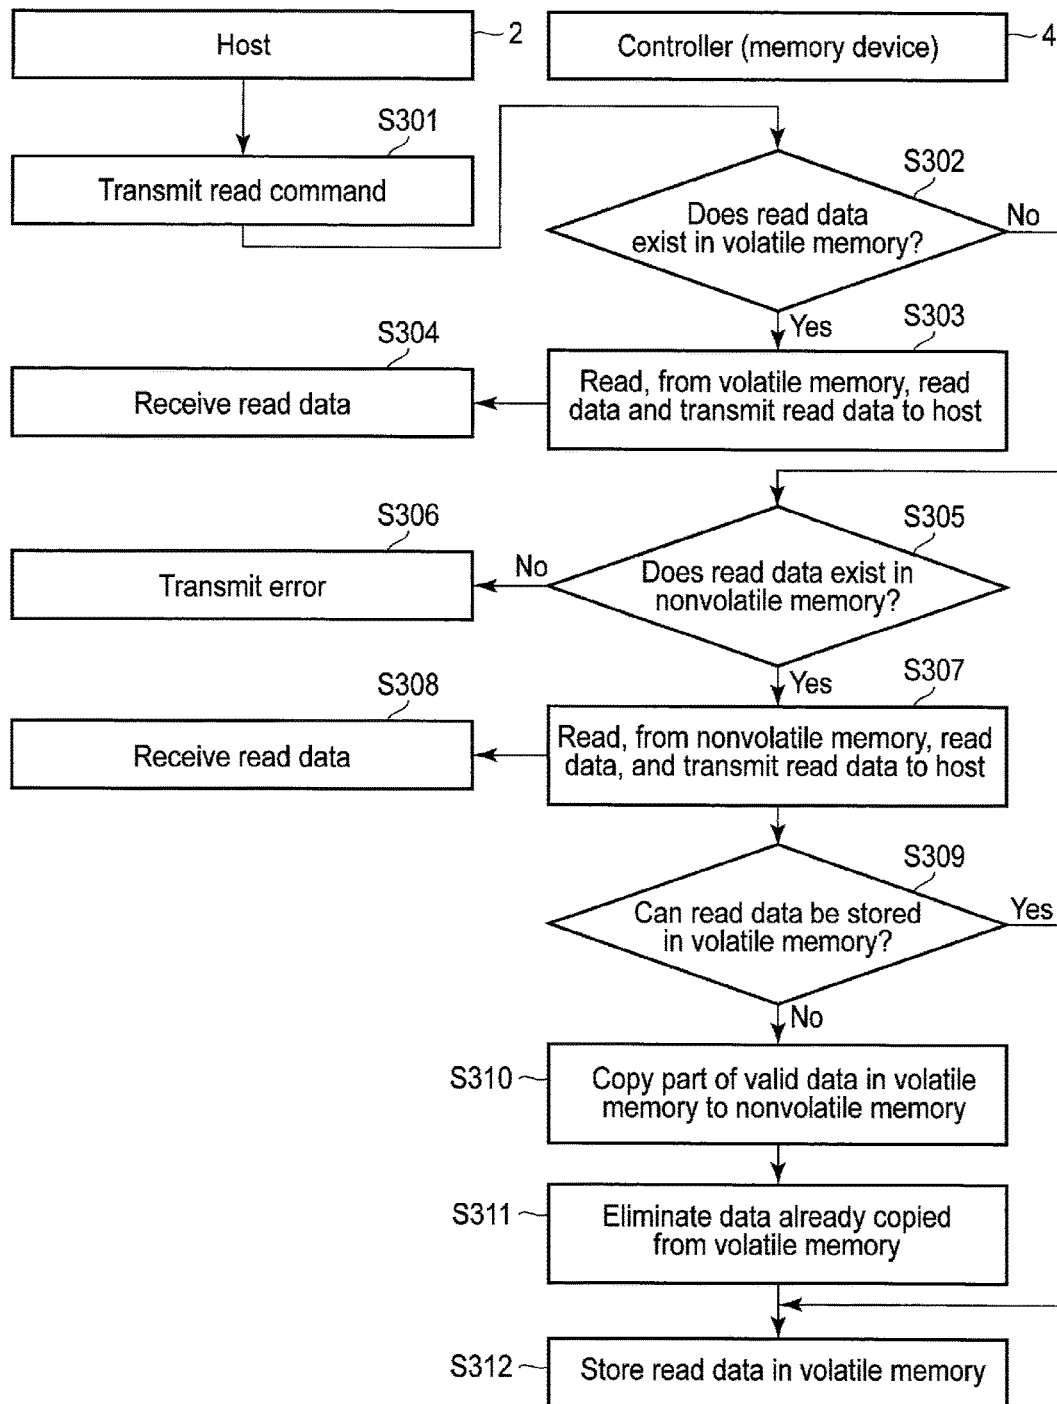 Host
2
Controller (memory device)
4
S301
Transmit read command
S302
Does read data
exist in volatile memory?
No
Yes
S303
S304
Read, from volatile memory, read
data and transmit read data to host
Receive read data
S305
S306
Does read data exist in
nonvolatile memory?
No
Transmit error
Yes
S307
S308
Read, from nonvolatile memory, read
data, and transmit read data to host
Receive read data
S309
Can read data be stored
in volatile memory?
Yes
No
S310
Copy part of valid data in volatile
memory to nonvolatile memory
S311
Eliminate data already copied
from volatile memory
S312
Store read data in volatile memory